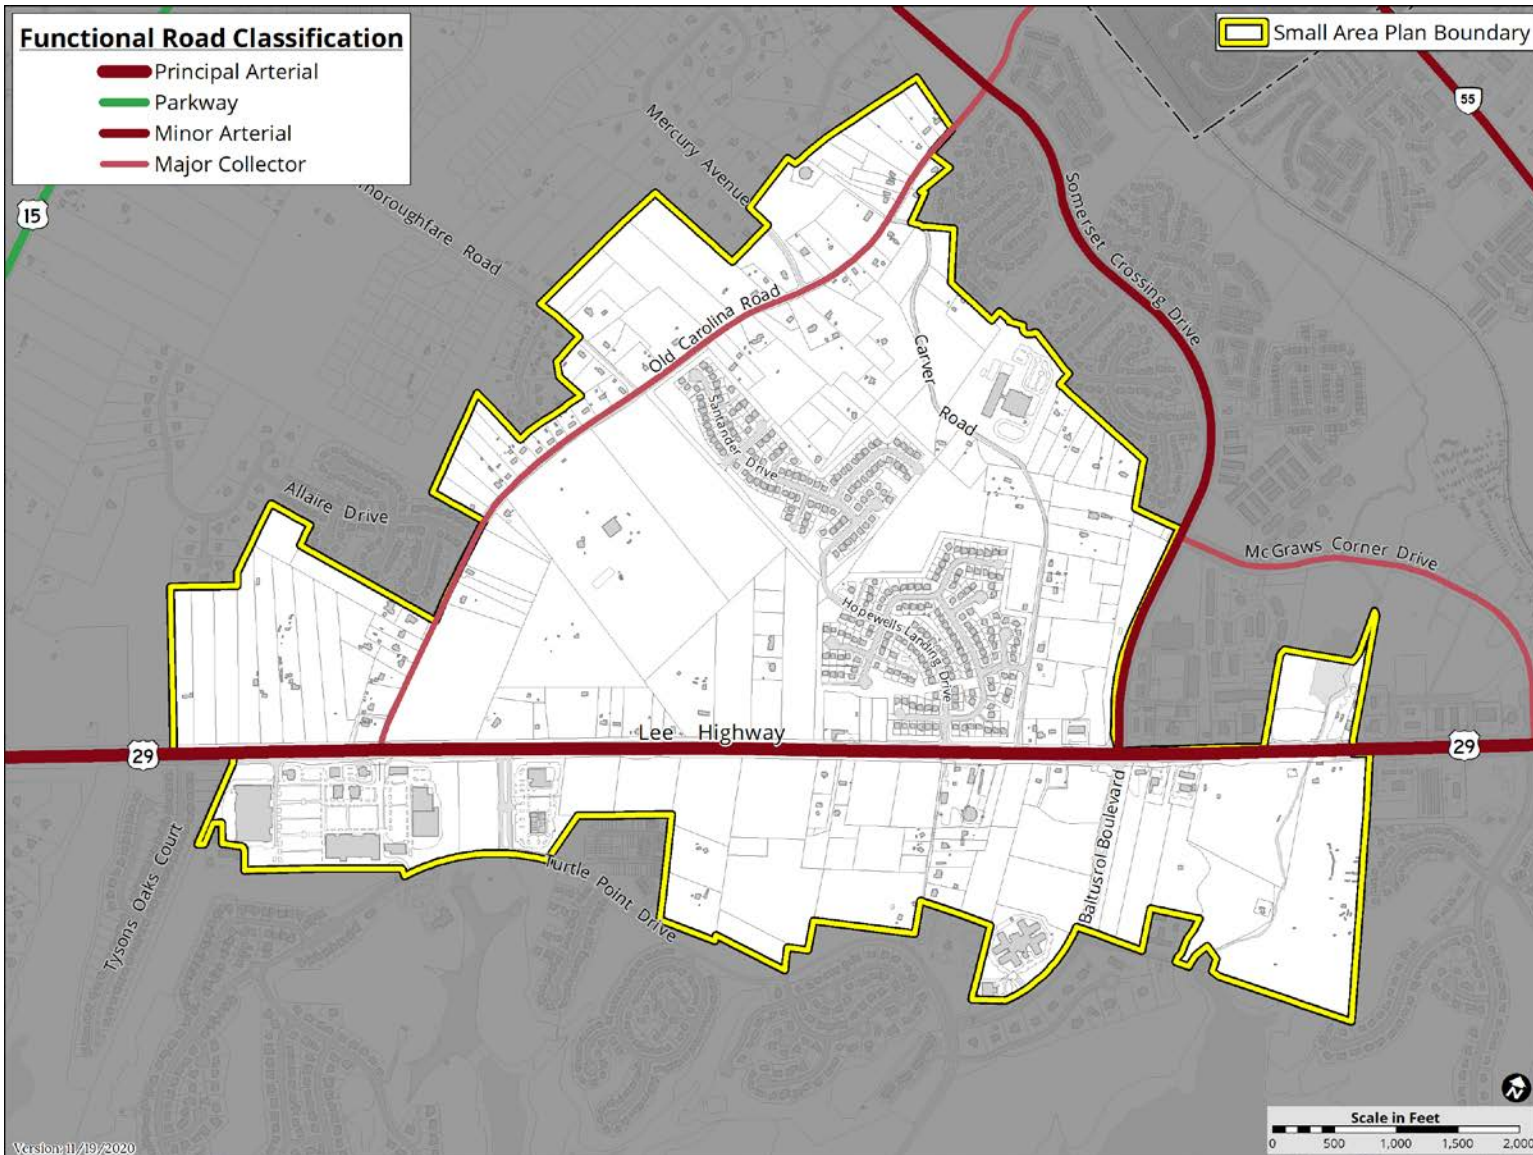 Functional Road Classification
Principal Arterial
Parkway
Minor Arterial
Major Collector
Small Area Plan Boundary
55
15
Mercury Avenue
horoughfare Road
Somerset Crossing Drive
Old Carolina Road
Carver Road
Santander Drive
Allaire Drive
McGraws Corner Drive
Hopewells Landing Drive
Lee Highway
29
29
Baltusrol Boulevard
Tysons Oaks Court
Turtle Point Drive
N
Scale in Feet
0 500 1,000 1,500 2,000
Version: 11/19/2020